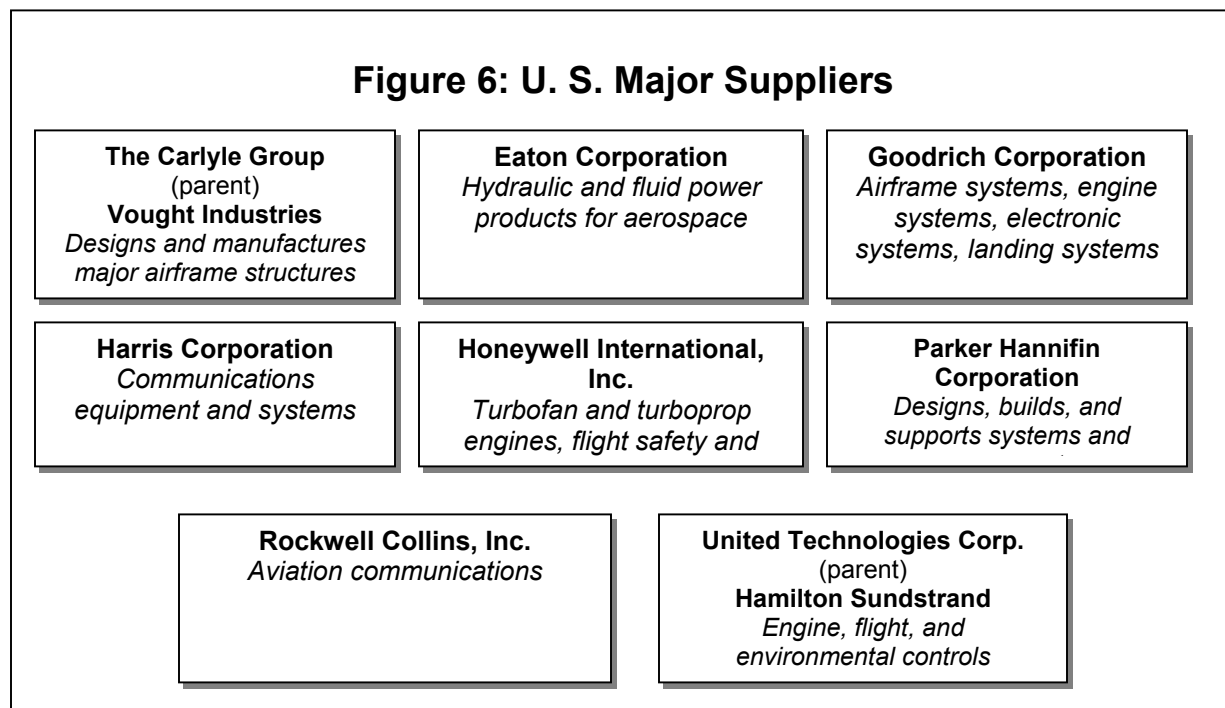 Figure 6: U. S. Major Suppliers
The Carlyle Group
(parent)
Vought Industries
Designs and manufactures
major airframe structures
Eaton Corporation
Hydraulic and fluid power
products for aerospace
Goodrich Corporation
Airframe systems, engine
systems, electronic
systems, landing systems
Harris Corporation
Communications
equipment and systems
Honeywell International,
Inc.
Turbofan and turboprop
engines, flight safety and
Parker Hannifin
Corporation
Designs, builds, and
supports systems and
Rockwell Collins, Inc.
Aviation communications
United Technologies Corp.
(parent)
Hamilton Sundstrand
Engine, flight, and
environmental controls